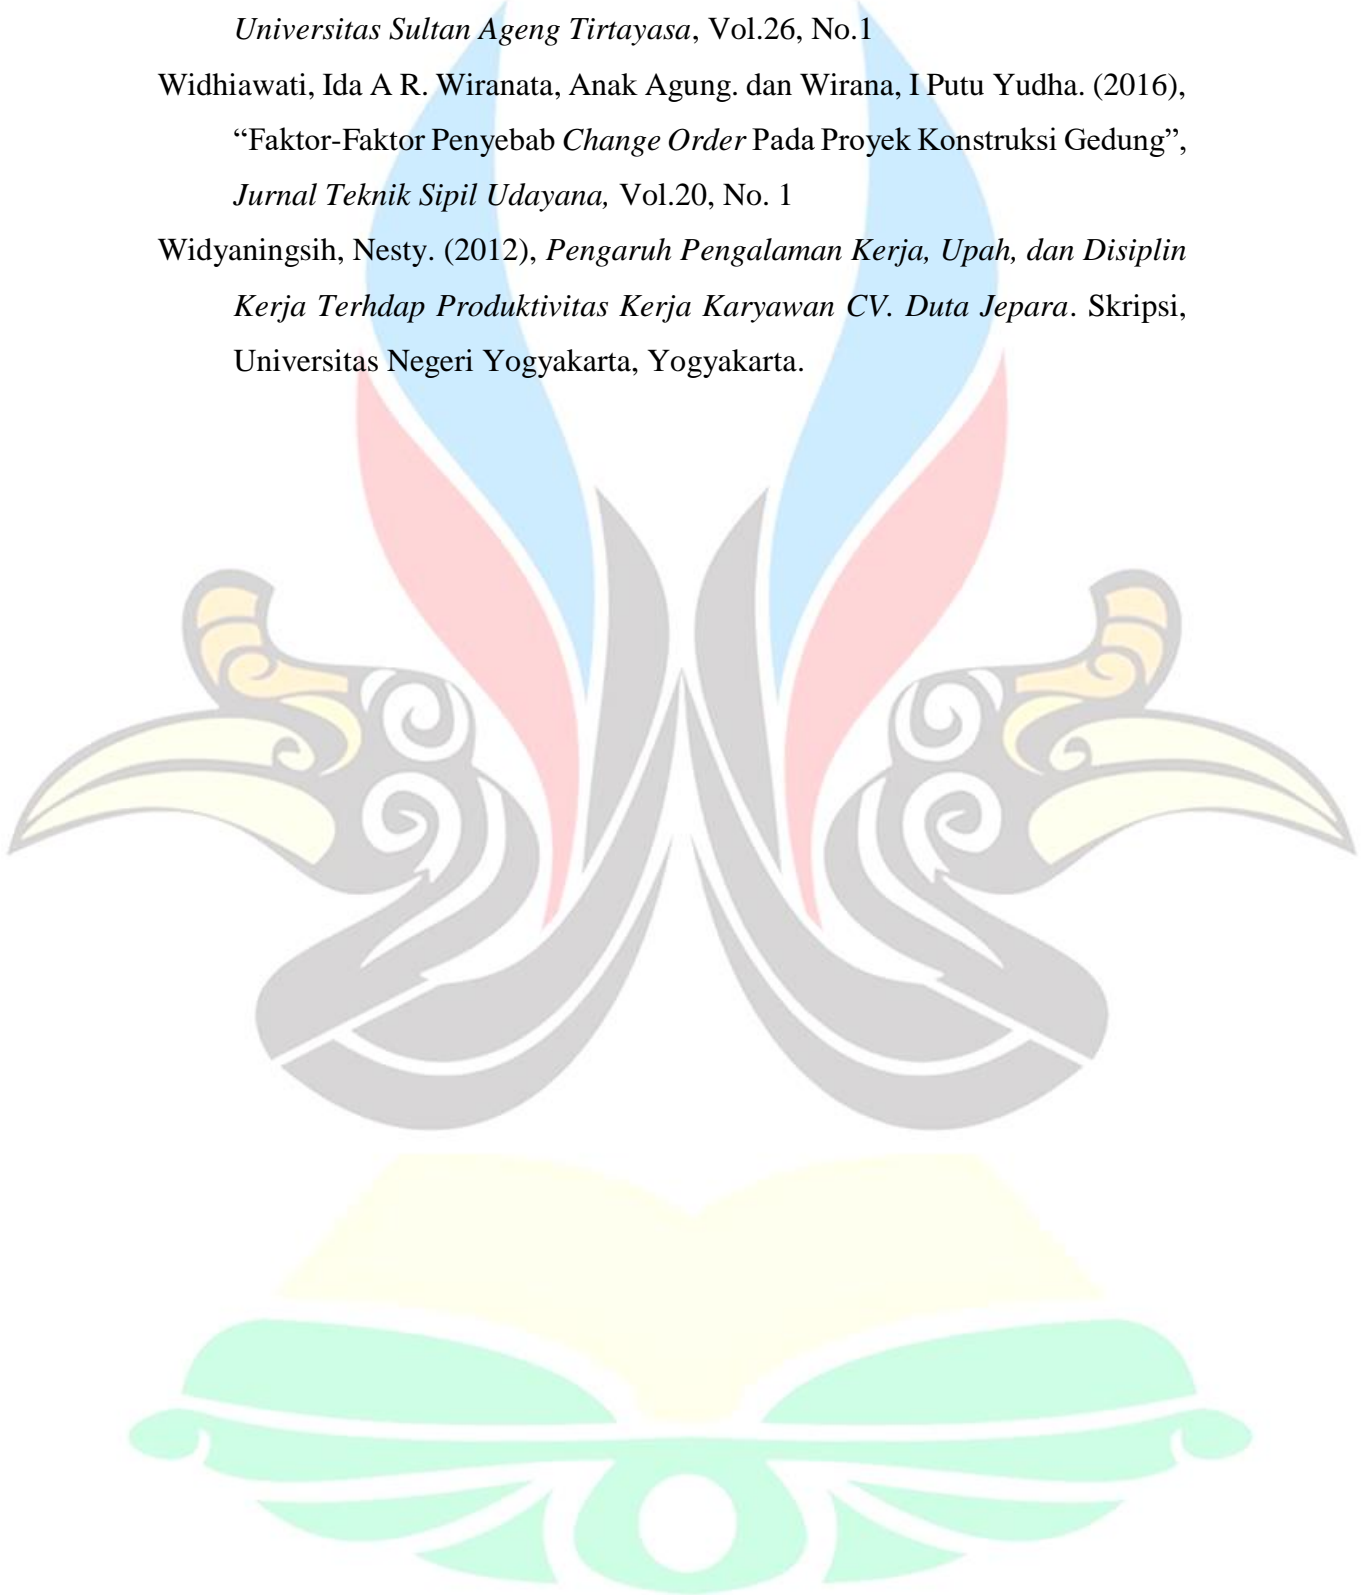 Universitas Sultan Ageng Tirtayasa, Vol.26, No.1
Widhiawati, Ida A R. Wiranata, Anak Agung. dan Wirana, I Putu Yudha. (2016),
“Faktor-Faktor Penyebab Change Order Pada Proyek Konstruksi Gedung”,
Jurnal Teknik Sipil Udayana, Vol.20, No. 1
Widyaningsih, Nesty. (2012), Pengaruh Pengalaman Kerja, Upah, dan Disiplin
Kerja Terhdap Produktivitas Kerja Karyawan CV. Duta Jepara. Skripsi,
Universitas Negeri Yogyakarta, Yogyakarta.